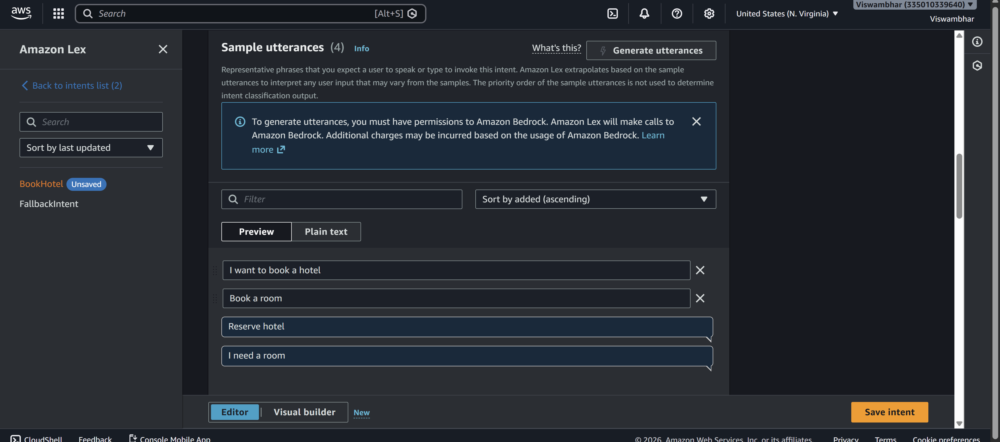 aws
Search
[Alt+S]
United States (N. Virginia)
Viswambhar (335010339640)
Viswambhar
Amazon Lex
Back to intents list (2)
Search
Sort by last updated
BookHotel
Unsaved
FallbackIntent
Sample utterances (4) Info
What's this?
Generate utterances
Representative phrases that you expect a user to speak or type to invoke this intent. Amazon Lex extrapolates based on the sample
utterances to interpret any user input that may vary from the samples. The priority order of the sample utterances is not used to determine
intent classification output.
To generate utterances, you must have permissions to Amazon Bedrock. Amazon Lex will make calls to
Amazon Bedrock. Additional charges may be incurred based on the usage of Amazon Bedrock. Learn
more
Filter
Sort by added (ascending)
Preview
Plain text
I want to book a hotel
Book a room
Reserve hotel
I need a room
Editor | Visual builder
New
Save intent
CloudShell
Feedback
Console Mobile App
© 2026, Amazon Web Services, Inc. or its affiliates.
Privacy
Terms
Cookie preferences